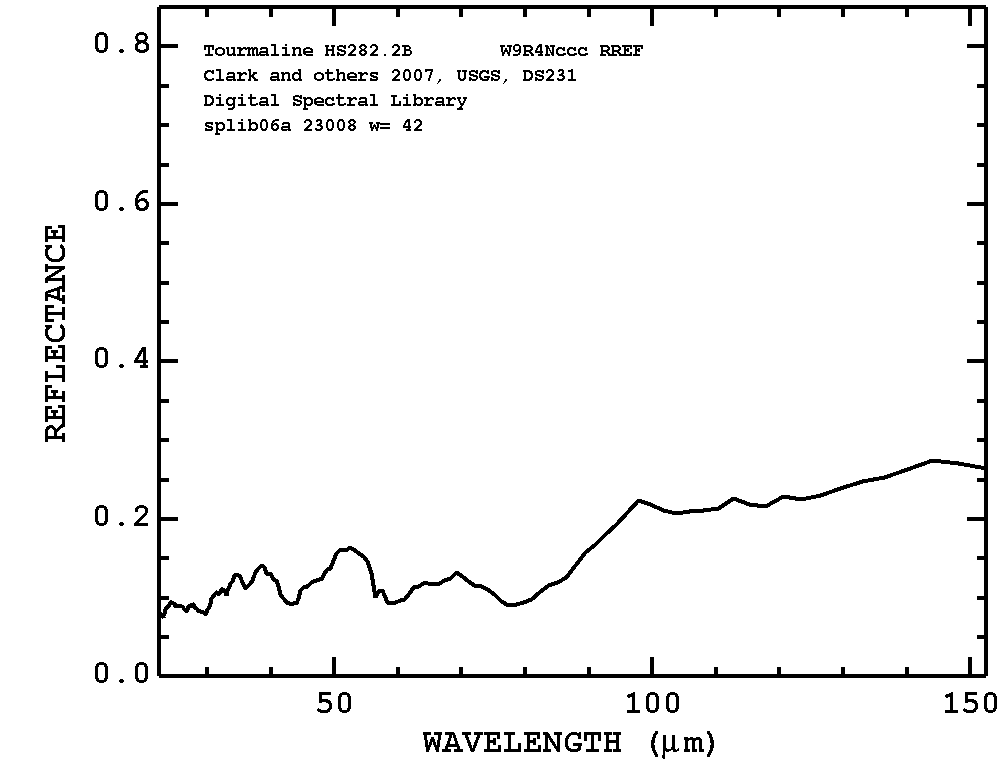 Tourmaline HS282.2B W9R4Nccc RREF
Clark and others 2007, USGS, DS231
Digital Spectral Library
splib06a 23008 w= 42
0.8
0.6
0.4
0.2
0.0
REFLECTANCE
50 100 150
WAVELENGTH (μm)